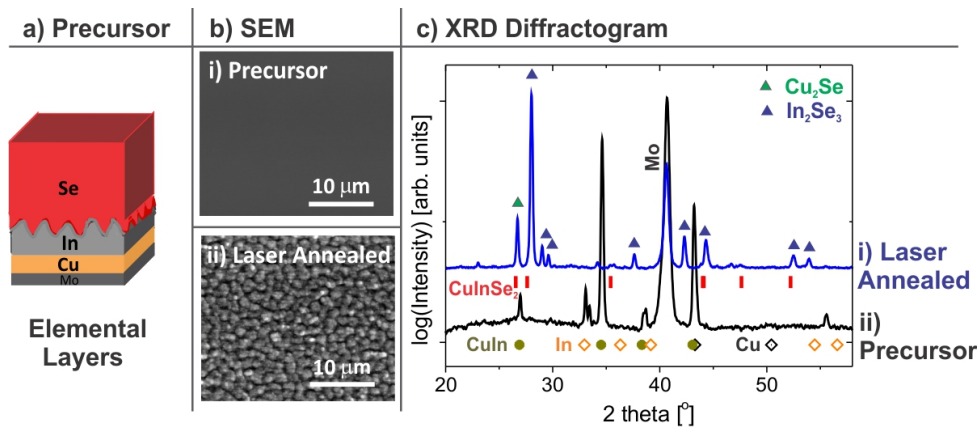 a) Precursor
b) SEM
c) XRD Diffractogram
Se
In
Cu
Mo
Elemental
Layers
i) Precursor
10 µm
ii) Laser Annealed
10 µm
Cu₂Se
In₂Se₃
Mo
log(Intensity) [arb. units]
CuInSe₂
i) Laser
Annealed
ii)
Precursor
CuIn
In
Cu
20
30
40
50
2 theta [°]